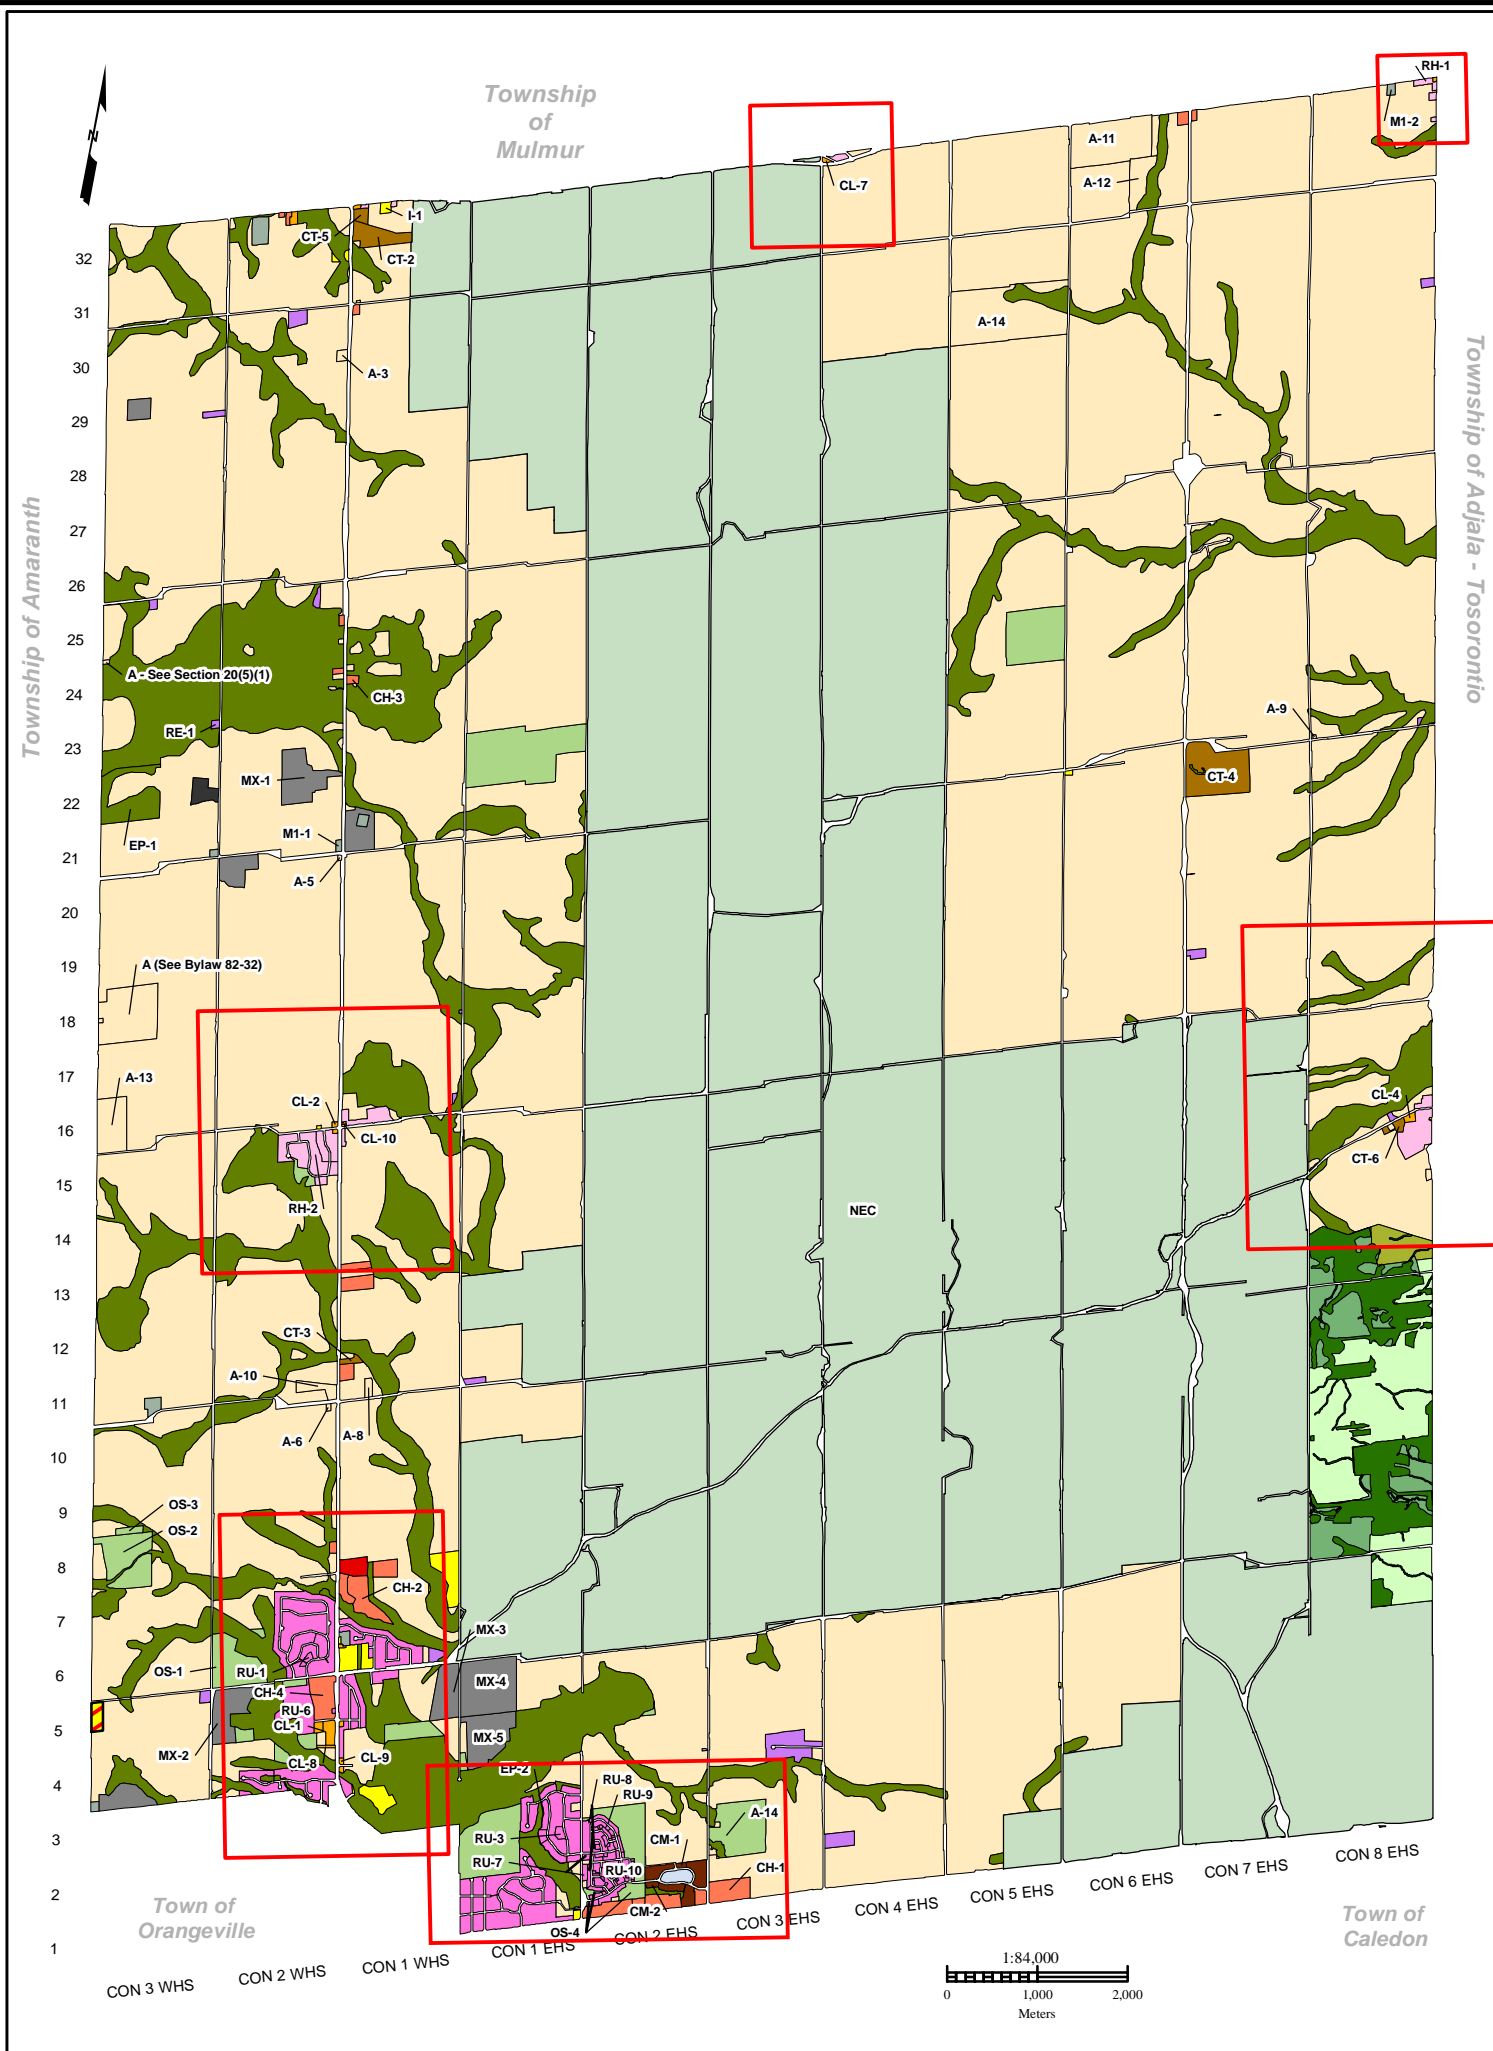 RH-1
M1-2
Township
of
Mulmur
N
A-11
A-12
CL-7
I-1
CT-5
CT-2
32
31
A-14
30
A-3
29
28
27
26
25
24
23
22
21
20
19
18
17
16
15
14
13
12
11
10
9
8
7
6
5
4
3
2
1
Township of Amaranth
Township of Adjala - Tosorontio
A - See Section 20(5)(1)
CH-3
RE-1
A-9
MX-1
CT-4
M1-1
EP-1
A-5
A (See Bylaw 82-32)
A-13
CL-2
CL-10
CL-4
CT-6
RH-2
NEC
CT-3
A-10
A-6
A-8
OS-3
OS-2
CH-2
MX-3
OS-1
RU-1
MX-4
CH-4
RU-6
CL-1
MX-5
MX-2
CL-8
CL-9
EP-2
RU-8
RU-9
A-14
RU-3
CM-1
RU-7
RU-10
CH-1
CM-2
OS-4
Town of
Orangeville
Town of
Caledon
CON 3 WHS
CON 2 WHS
CON 1 WHS
CON 1 EHS
CON 2 EHS
CON 3 EHS
CON 4 EHS
CON 5 EHS
CON 6 EHS
CON 7 EHS
CON 8 EHS
1:84,000
0 1,000 2,000
Meters